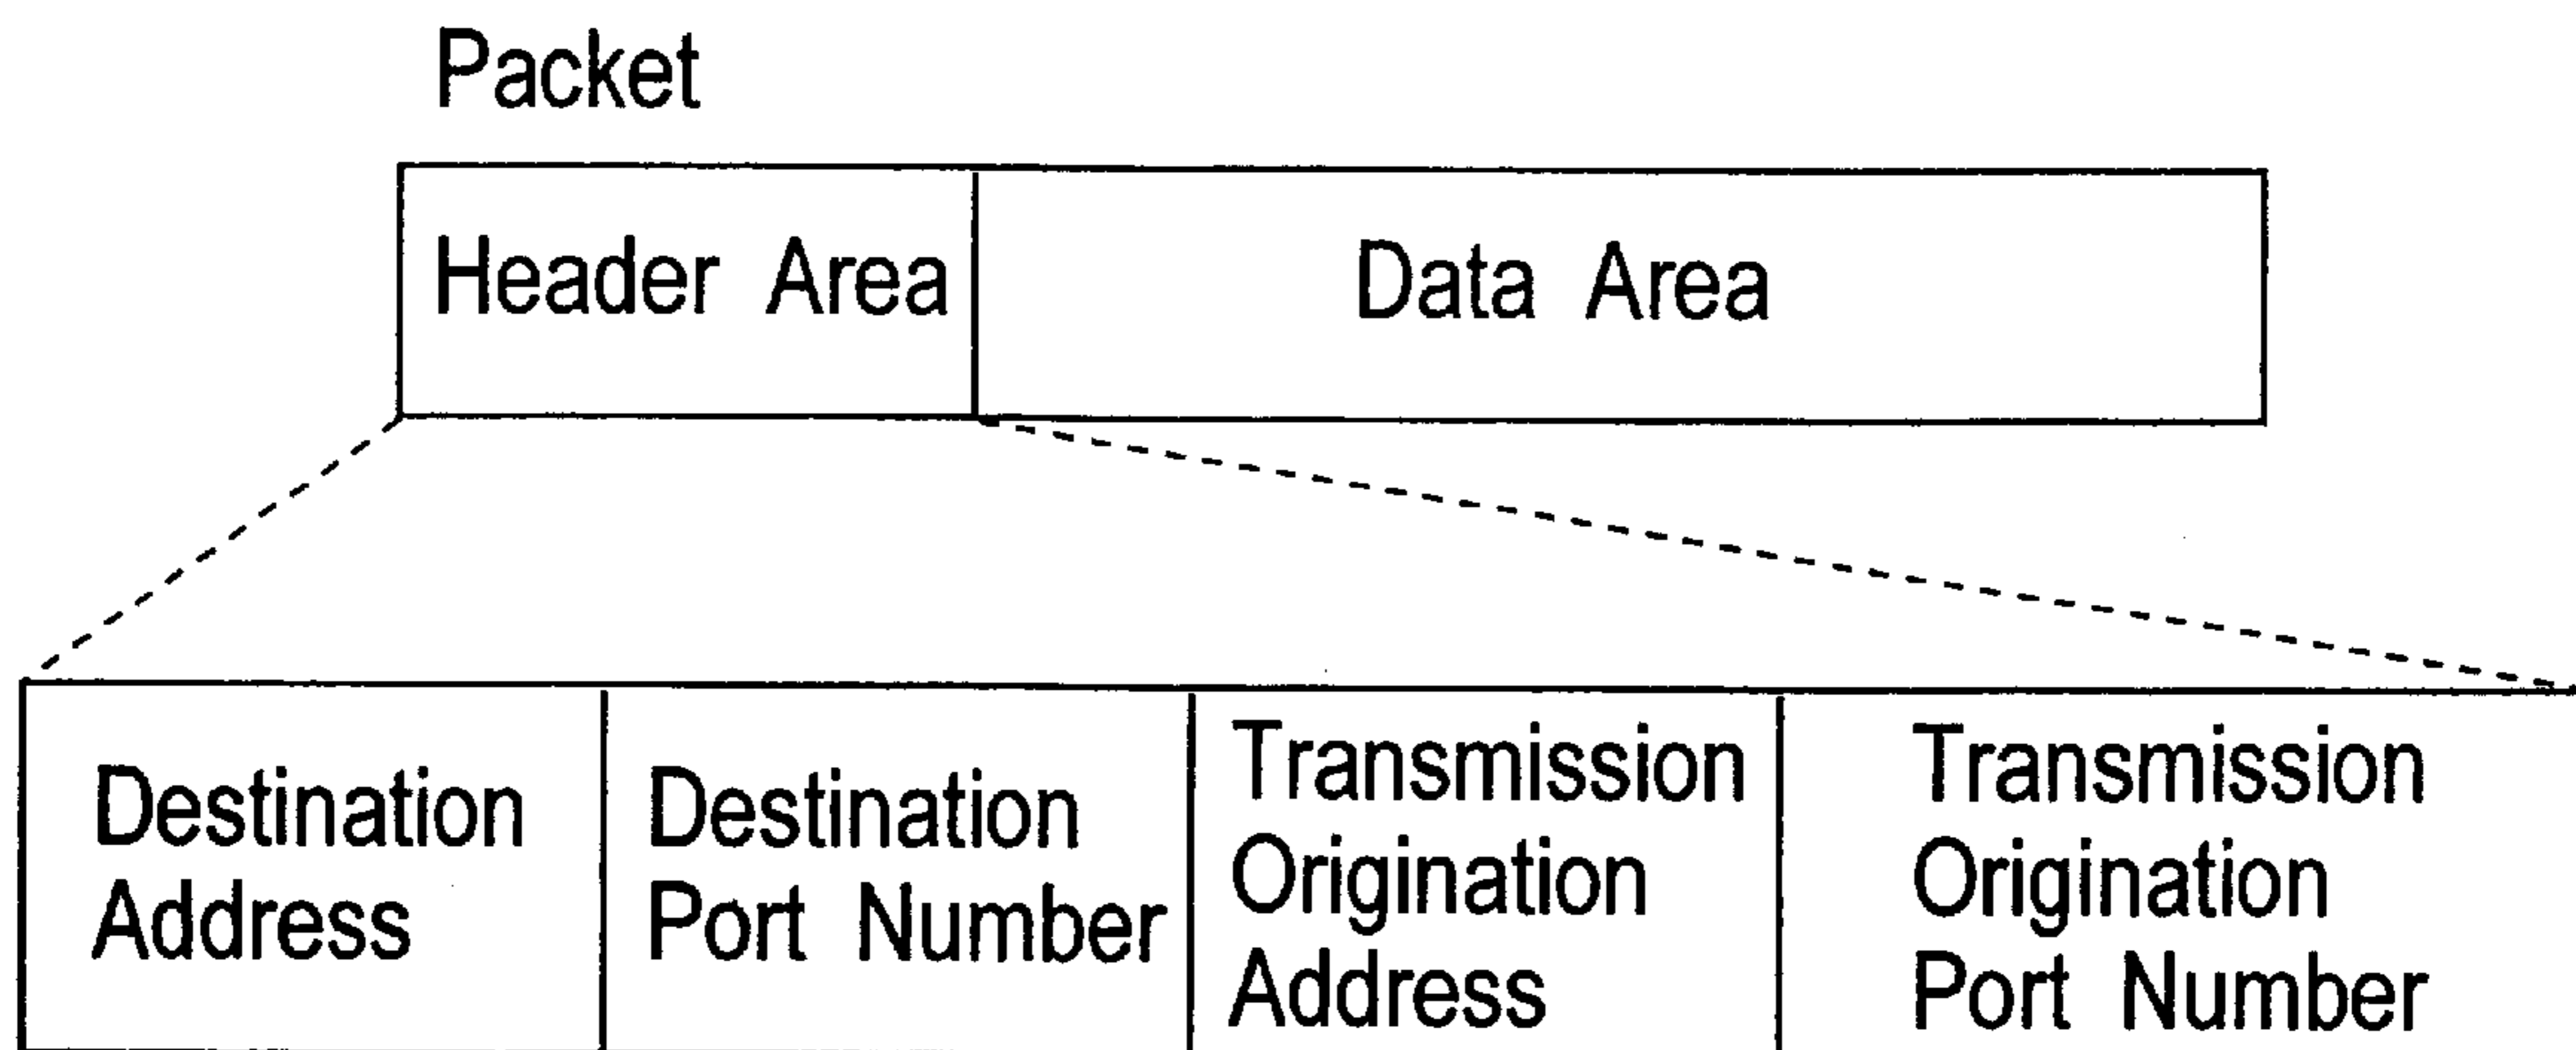 Packet
Header Area
Data Area
Destination
Address
Destination
Port Number
Transmission
Origination
Address
Transmission
Origination
Port Number